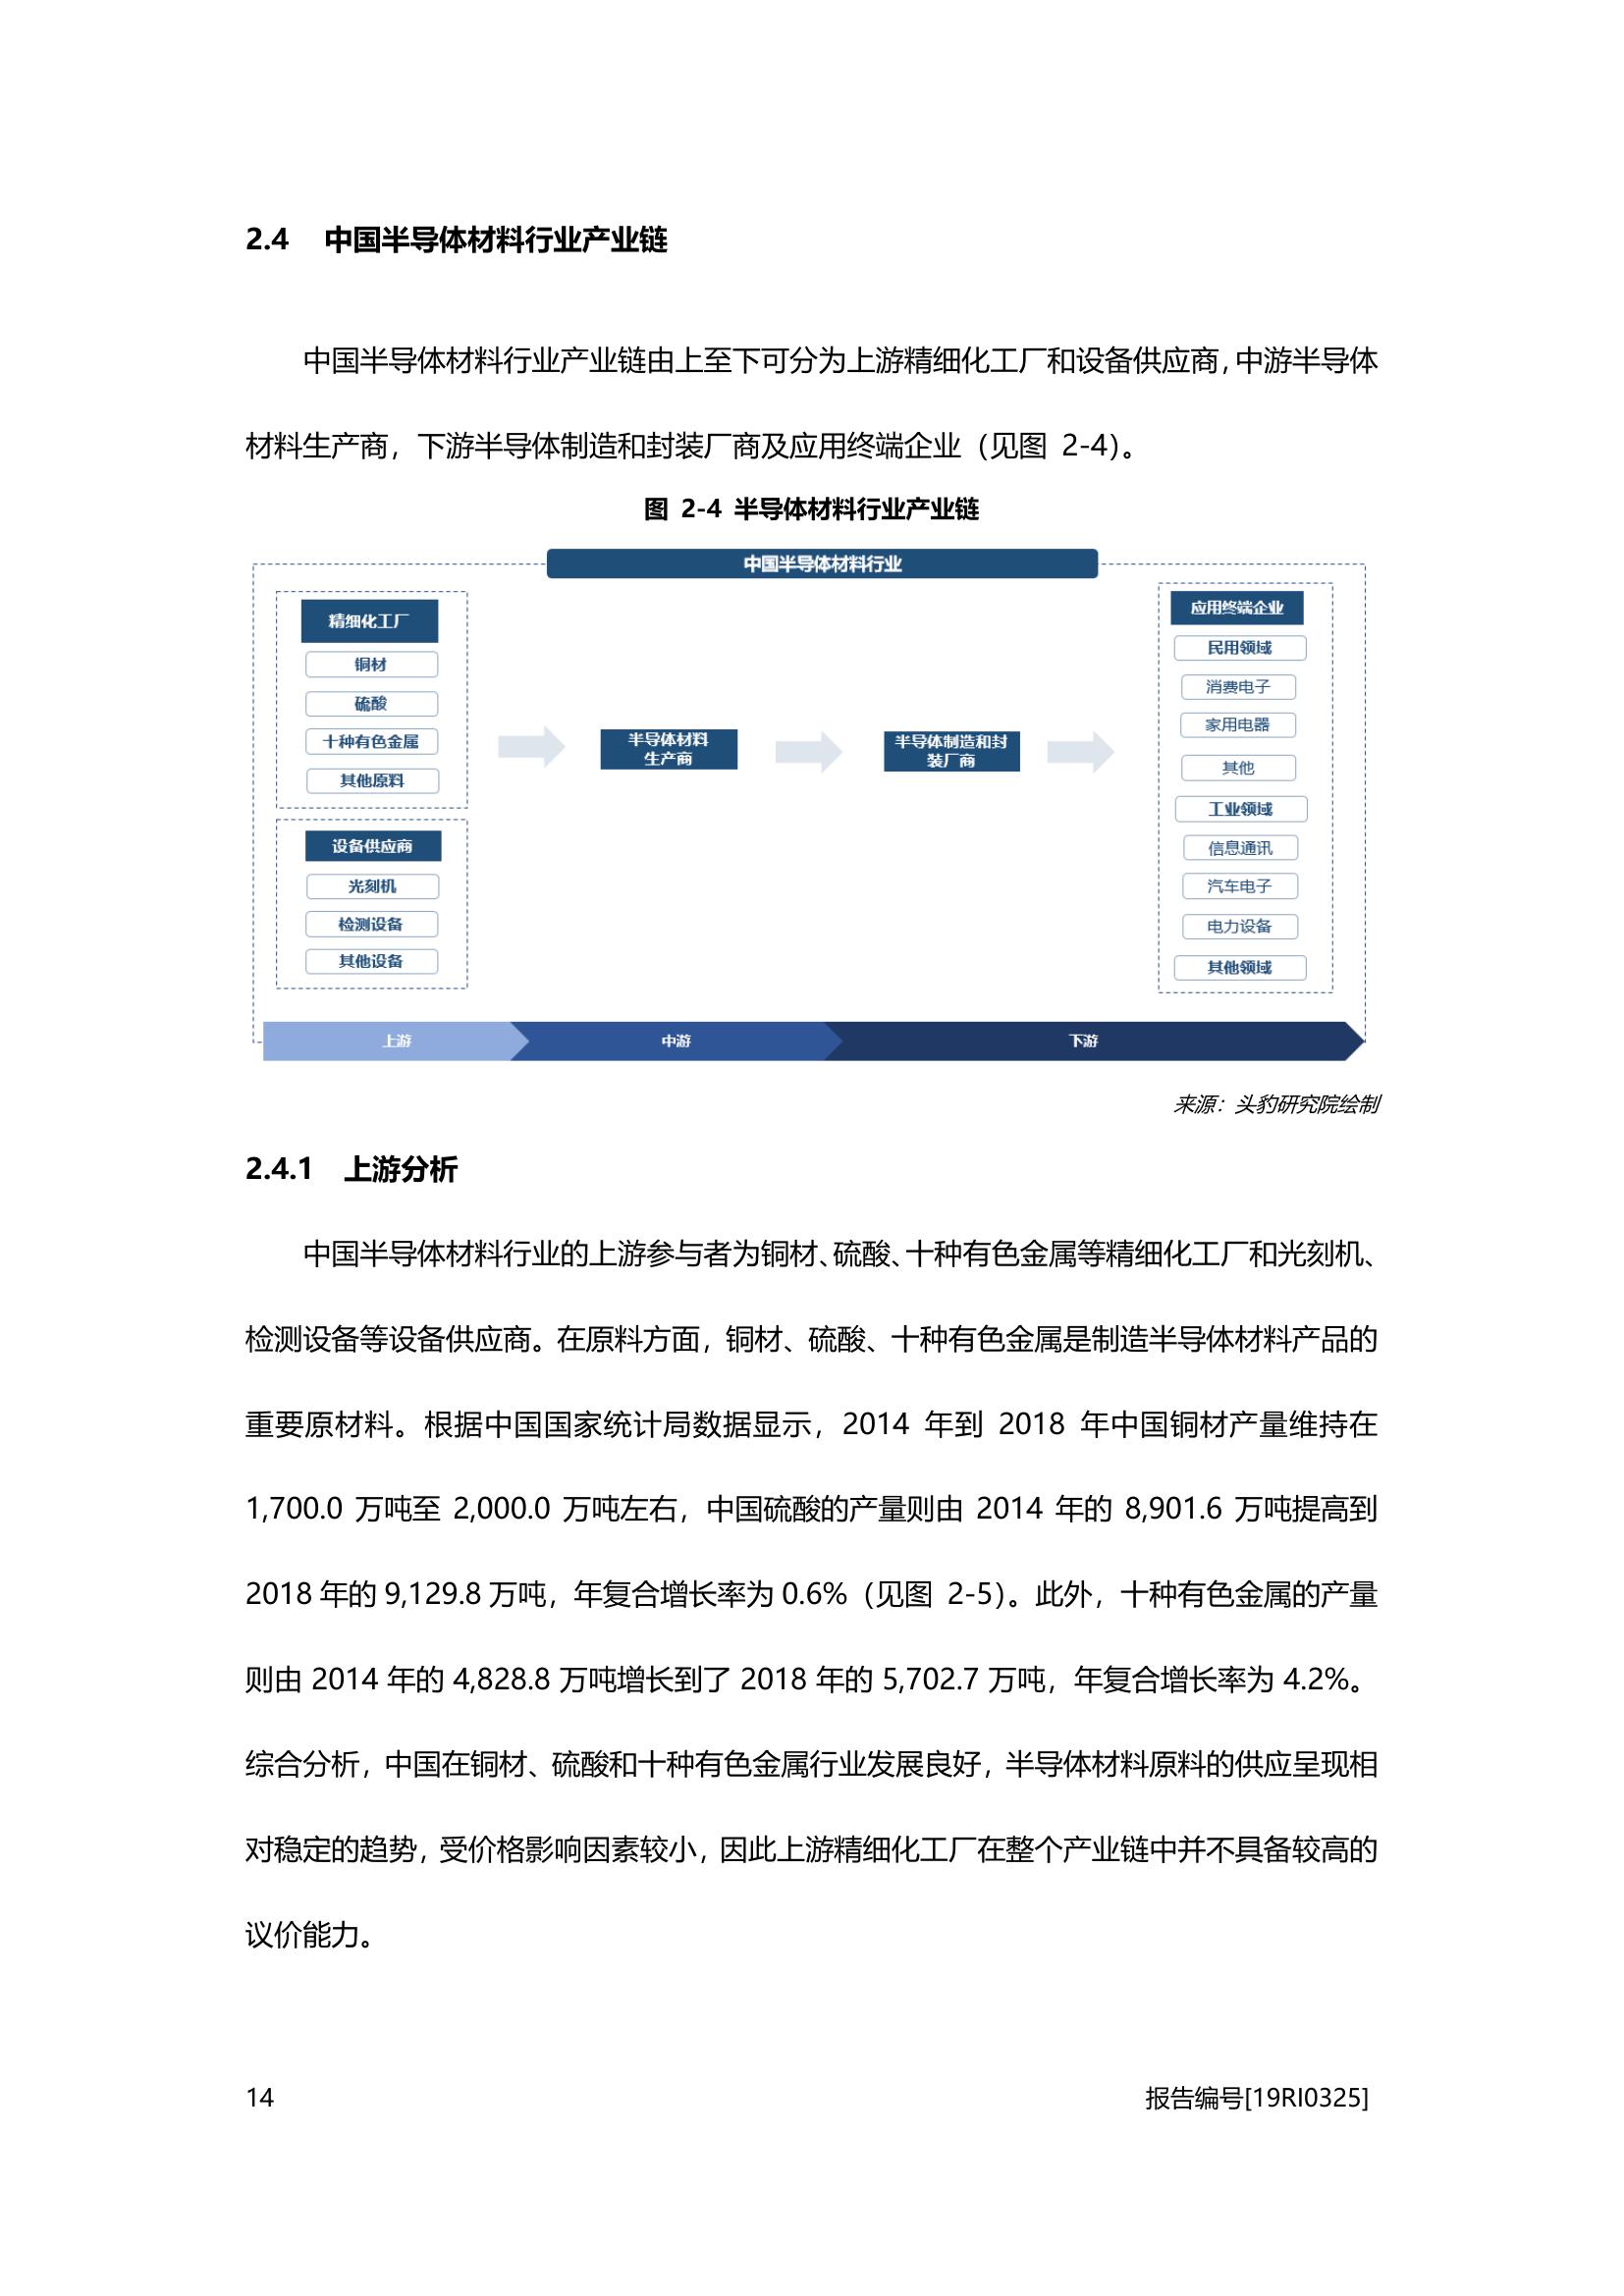 2.4 中国半导体材料行业产业链
中国半导体材料行业产业链由上至下可分为上游精细化工厂和设备供应商，中游半导体
材料生产商，下游半导体制造和封装厂商及应用终端企业（见图 2-4）。
图 2-4 半导体材料行业产业链
中国半导体材料行业
精细化工厂
铜材
硫酸
十种有色金属
其他原料
设备供应商
光刻机
检测设备
其他设备
半导体材料
生产商
半导体制造和封
装厂商
应用终端企业
民用领域
消费电子
家用电器
其他
工业领域
信息通讯
汽车电子
电力设备
其他领域
上游
中游
下游
来源：头豹研究院绘制
2.4.1 上游分析
中国半导体材料行业的上游参与者为铜材、硫酸、十种有色金属等精细化工厂和光刻机、
检测设备等设备供应商。在原料方面，铜材、硫酸、十种有色金属是制造半导体材料产品的
重要原材料。根据中国国家统计局数据显示，2014 年到 2018 年中国铜材产量维持在
1,700.0 万吨至 2,000.0 万吨左右，中国硫酸的产量则由 2014 年的 8,901.6 万吨提高到
2018 年的 9,129.8 万吨，年复合增长率为 0.6%（见图 2-5）。此外，十种有色金属的产量
则由 2014 年的 4,828.8 万吨增长到了 2018 年的 5,702.7 万吨，年复合增长率为 4.2%。
综合分析，中国在铜材、硫酸和十种有色金属行业发展良好，半导体材料原料的供应呈现相
对稳定的趋势，受价格影响因素较小，因此上游精细化工厂在整个产业链中并不具备较高的
议价能力。
14
报告编号[19RI0325]